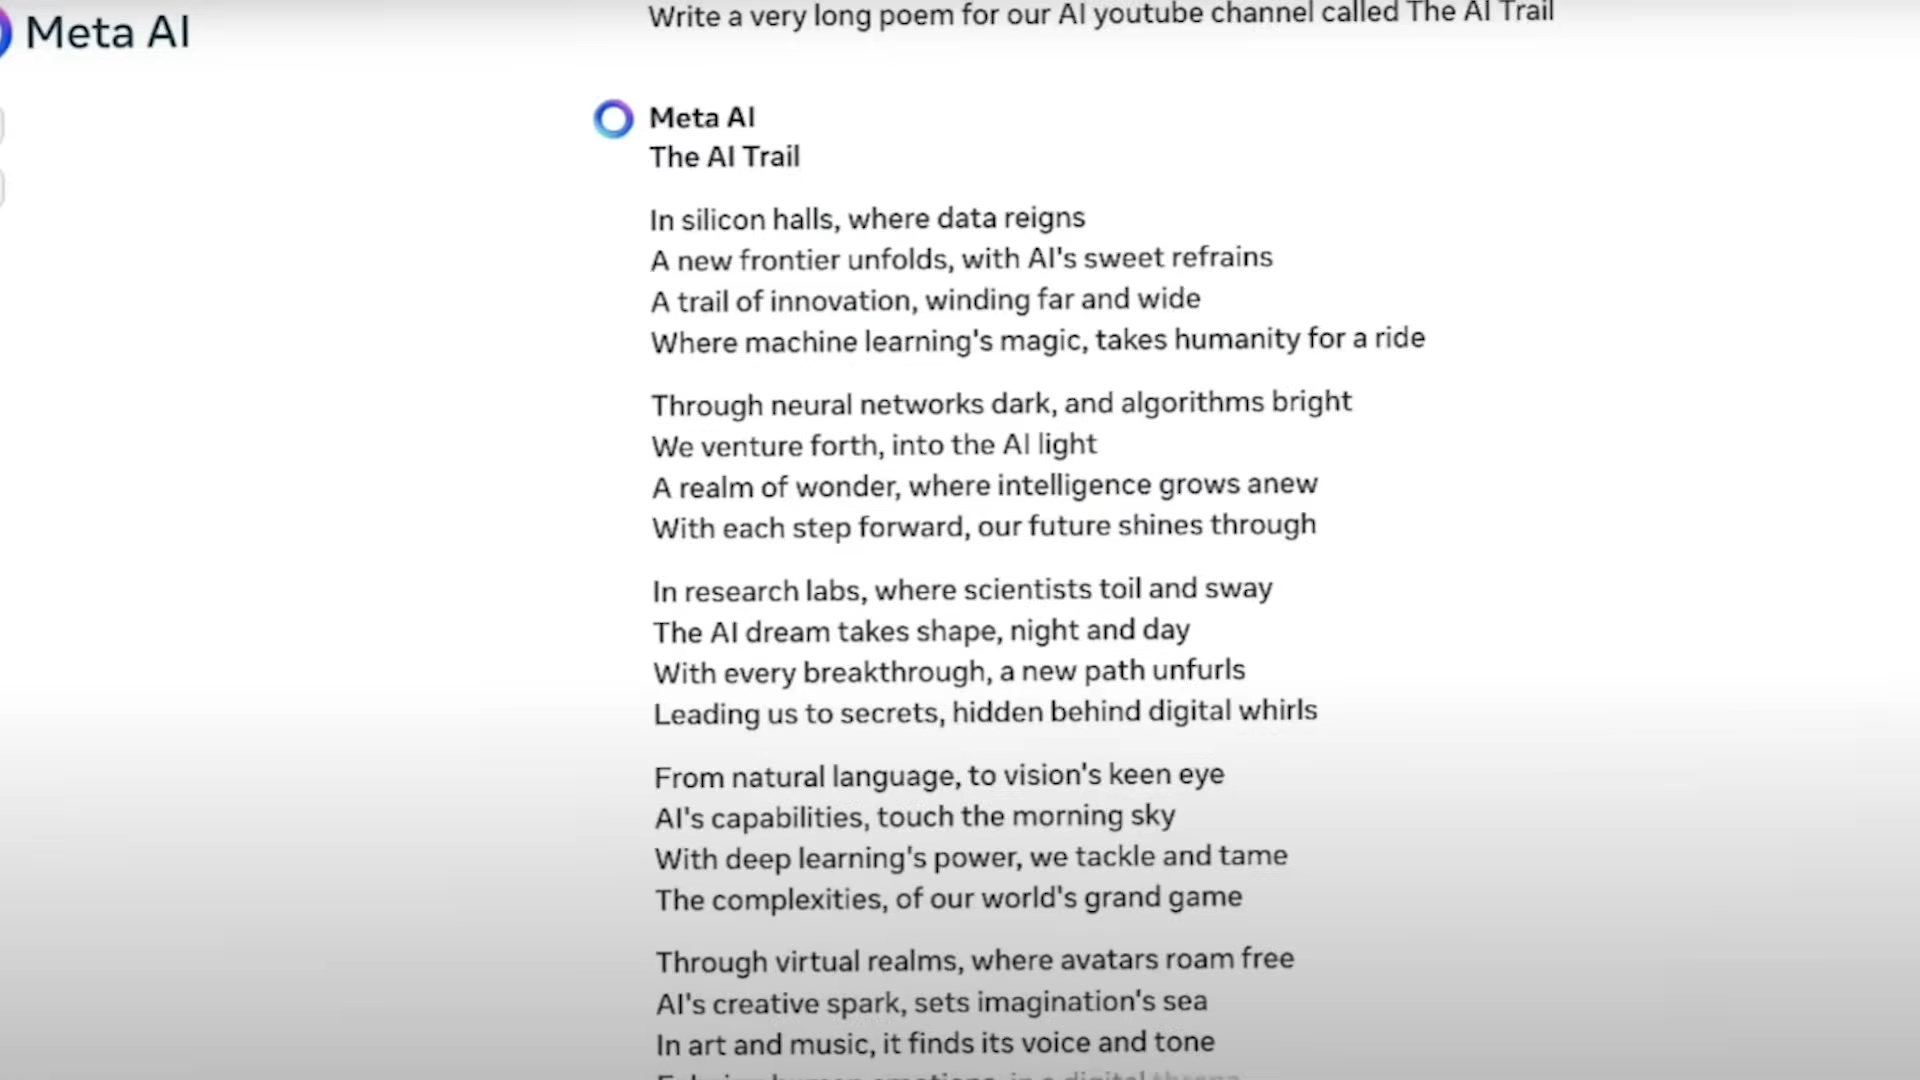 Meta AI
Write a very long poem for our AI youtube channel called The AI Trail
Meta AI
The AI Trail
In silicon halls, where data reigns
A new frontier unfolds, with AI's sweet refrains
A trail of innovation, winding far and wide
Where machine learning's magic, takes humanity for a ride
Through neural networks dark, and algorithms bright
We venture forth, into the AI light
A realm of wonder, where intelligence grows anew
With each step forward, our future shines through
In research labs, where scientists toil and sway
The AI dream takes shape, night and day
With every breakthrough, a new path unfurls
Leading us to secrets, hidden behind digital whirls
From natural language, to vision's keen eye
AI's capabilities, touch the morning sky
With deep learning's power, we tackle and tame
The complexities, of our world's grand game
Through virtual realms, where avatars roam free
AI's creative spark, sets imagination's sea
In art and music, it finds its voice and tone
human emotions, in a digital